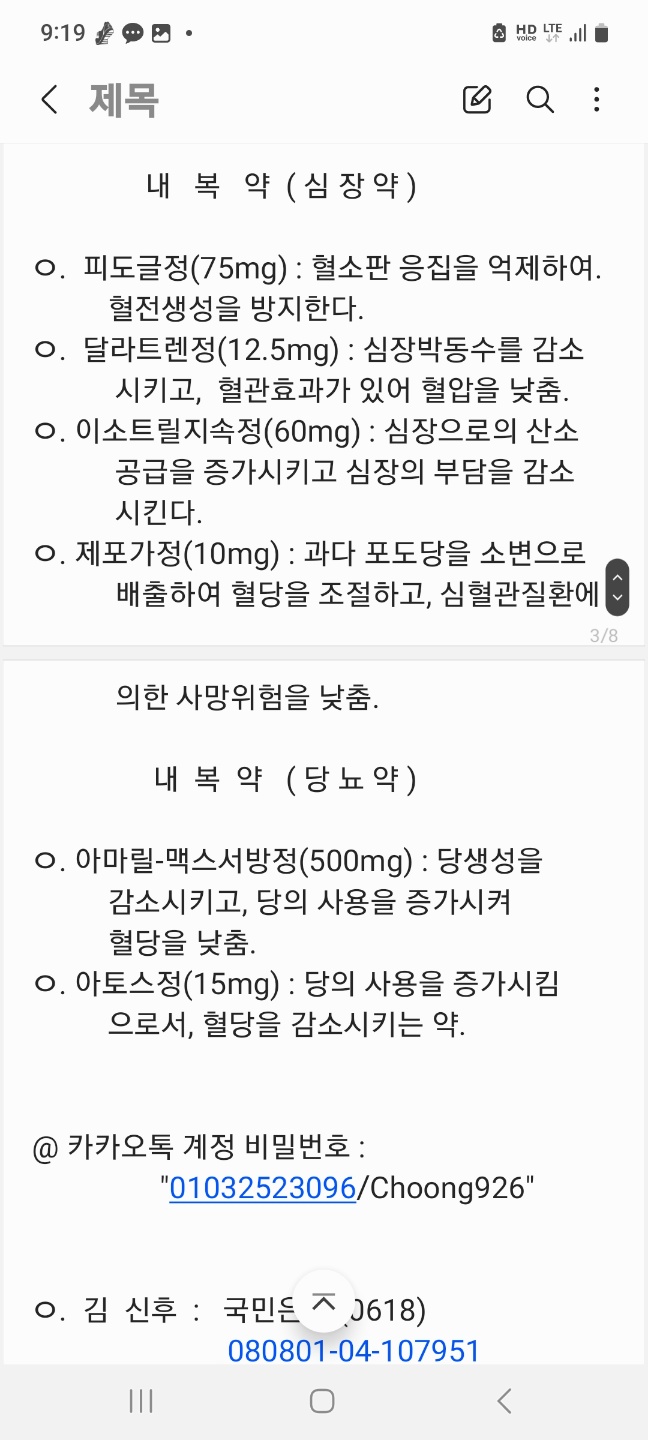 9:19
HD voice LTE
제목
내 복 약 (심장약)
ㅇ. 피도글정(75mg) : 혈소판 응집을 억제하여.
혈전생성을 방지한다.
ㅇ. 달라트렌정(12.5mg) : 심장박동수를 감소
시키고, 혈관효과가 있어 혈압을 낮춤.
ㅇ. 이소트릴지속정(60mg) : 심장으로의 산소
공급을 증가시키고 심장의 부담을 감소
시킨다.
ㅇ. 제포가정(10mg) : 과다 포도당을 소변으로
배출하여 혈당을 조절하고, 심혈관질환에
3/8
의한 사망위험을 낮춤.
내 복 약 (당뇨약)
ㅇ. 아마릴-맥스서방정(500mg) : 당생성을
감소시키고, 당의 사용을 증가시켜
혈당을 낮춤.
ㅇ. 아토스정(15mg) : 당의 사용을 증가시킴
으로서, 혈당을 감소시키는 약.
@ 카카오톡 계정 비밀번호 :
"01032523096/Choong926"
ㅇ. 김 신후 : 국민은 0618)
080801-04-107951